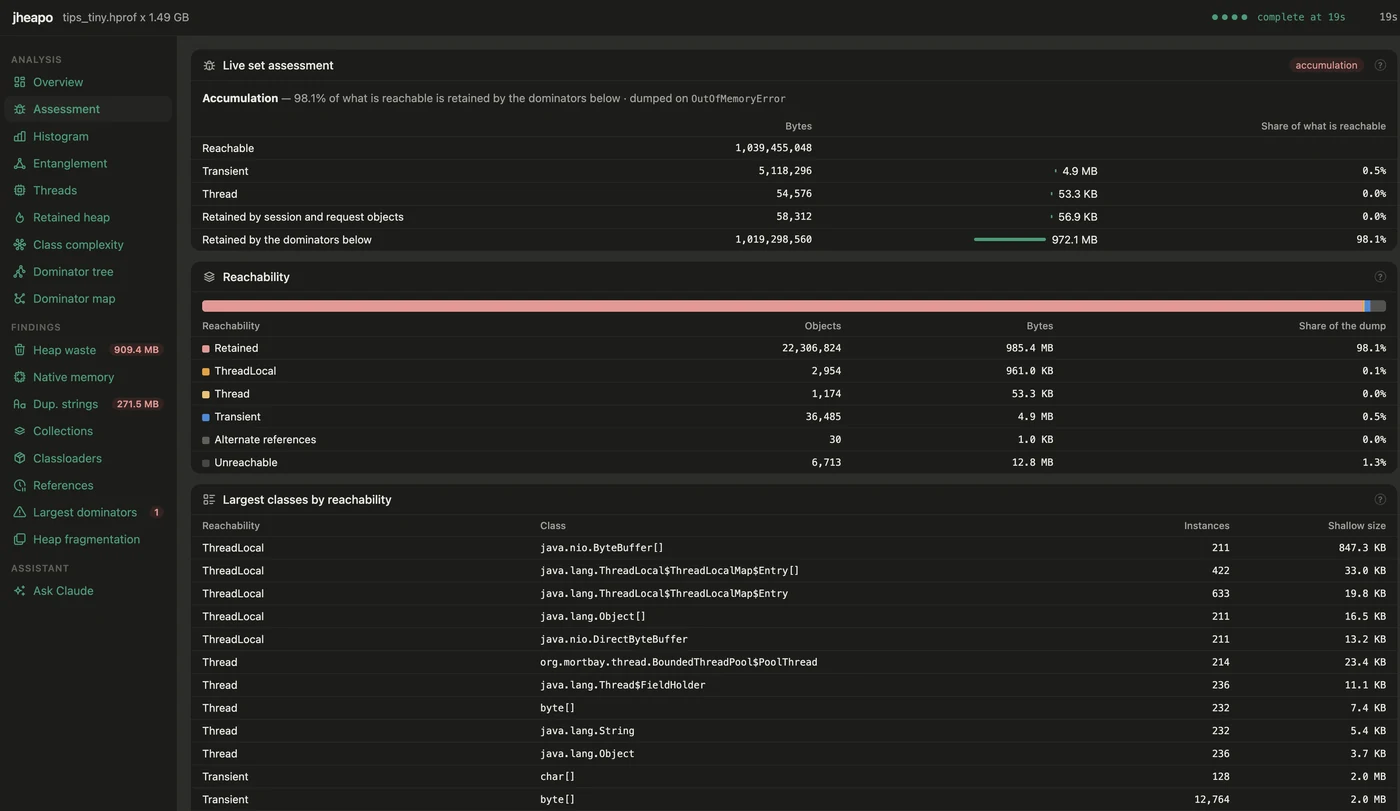 jheapo tips_tiny.hprof x 1.49 GB complete at 19s 19s
ANALYSIS
Overview
Assessment
Histogram
Entanglement
Threads
Retained heap
Class complexity
Dominator tree
Dominator map
FINDINGS
Heap waste 909.4 MB
Native memory
Dup. strings 271.5 MB
Collections
Classloaders
References
Largest dominators 1
Heap fragmentation
ASSISTANT
Ask Claude
Live set assessment accumulation ?
Accumulation — 98.1% of what is reachable is retained by the dominators below · dumped on OutOfMemoryError
Bytes Share of what is reachable
Reachable 1,039,455,048
Transient 5,118,296 4.9 MB 0.5%
Thread 54,576 53.3 KB 0.0%
Retained by session and request objects 58,312 56.9 KB 0.0%
Retained by the dominators below 1,019,298,560 972.1 MB 98.1%
Reachability ?
Reachability Objects Bytes Share of the dump
Retained 22,306,824 985.4 MB 98.1%
ThreadLocal 2,954 961.0 KB 0.1%
Thread 1,174 53.3 KB 0.0%
Transient 36,485 4.9 MB 0.5%
Alternate references 30 1.0 KB 0.0%
Unreachable 6,713 12.8 MB 1.3%
Largest classes by reachability ?
Reachability Class Instances Shallow size
ThreadLocal java.nio.ByteBuffer[] 211 847.3 KB
ThreadLocal java.lang.ThreadLocal$ThreadLocalMap$Entry[] 422 33.0 KB
ThreadLocal java.lang.ThreadLocal$ThreadLocalMap$Entry 633 19.8 KB
ThreadLocal java.lang.Object[] 211 16.5 KB
ThreadLocal java.nio.DirectByteBuffer 211 13.2 KB
Thread org.mortbay.thread.BoundedThreadPool$PoolThread 214 23.4 KB
Thread java.lang.Thread$FieldHolder 236 11.1 KB
Thread byte[] 232 7.4 KB
Thread java.lang.String 232 5.4 KB
Thread java.lang.Object 236 3.7 KB
Transient char[] 128 2.0 MB
Transient byte[] 12,764 2.0 MB